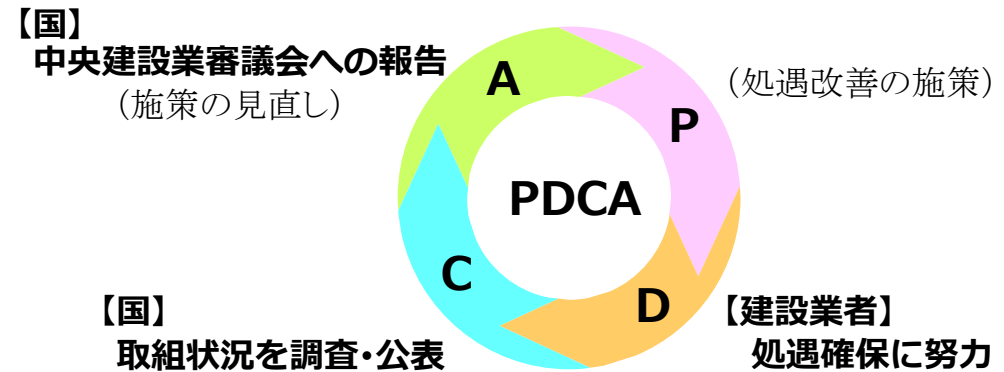 【国】
中央建設業審議会への報告
（施策の見直し）
A
（処遇改善の施策）
P
PDCA
C
D
【国】
取組状況を調査・公表
【建設業者】
処遇確保に努力